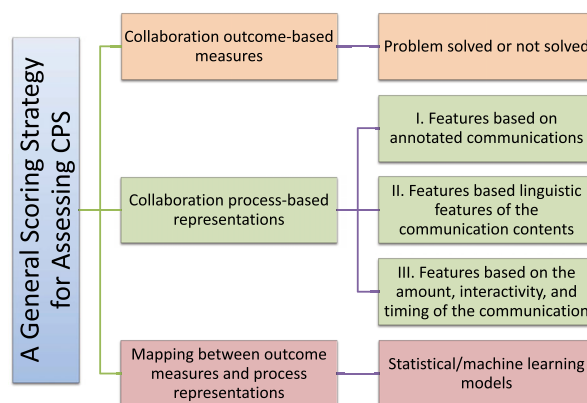 A General Scoring Strategy
for Assessing CPS
Collaboration outcome-based
measures
Problem solved or not solved
Collaboration process-based
representations
I. Features based on
annotated communications
II. Features based linguistic
features of the
communication contents
III. Features based on the
amount, interactivity, and
timing of the communication
Mapping between outcome
measures and process
representations
Statistical/machine learning
models